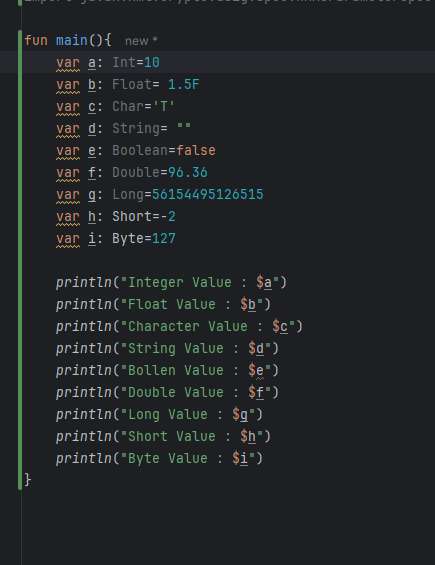 fun main(){ new *
var a: Int=10
var b: Float= 1.5F
var c: Char='T'
var d: String= ""
var e: Boolean=false
var f: Double=96.36
var g: Long=56154495126515
var h: Short=-2
var i: Byte=127
println("Integer Value : $a")
println("Float Value : $b")
println("Character Value : $c")
println("String Value : $d")
println("Bollen Value : $e")
println("Double Value : $f")
println("Long Value : $g")
println("Short Value : $h")
println("Byte Value : $i")
}